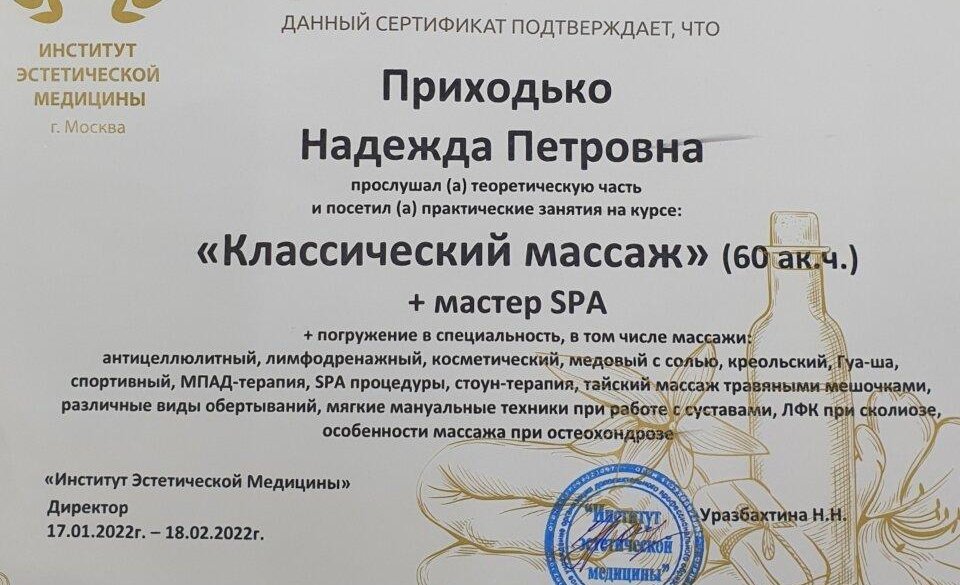 ДАННЫЙ СЕРТИФИКАТ ПОДТВЕРЖДАЕТ, ЧТО
ИНСТИТУТ
ЭСТЕТИЧЕСКОЙ
МЕДИЦИНЫ
г. Москва
Приходько
Надежда Петровна
прослушал (а) теоретическую часть
и посетил (а) практические занятия на курсе:
«Классический массаж» (60 ак.ч.)
+ мастер SPA
+ погружение в специальность, в том числе массажи:
антицеллюлитный, лимфодренажный, косметический, медовый с солью, креольский, Гуа-ша,
спортивный, МПАД-терапия, SPA процедуры, стоун-терапия, тайский массаж травяными мешочками,
различные виды обертываний, мягкие мануальные техники при работе с суставами, ЛФК при сколиозе,
особенности массажа при остеохондрозе
«Институт Эстетической Медицины»
Директор
17.01.2022г. – 18.02.2022г.
Уразбахтина Н.Н.
"Институт
эстетической
медицины"